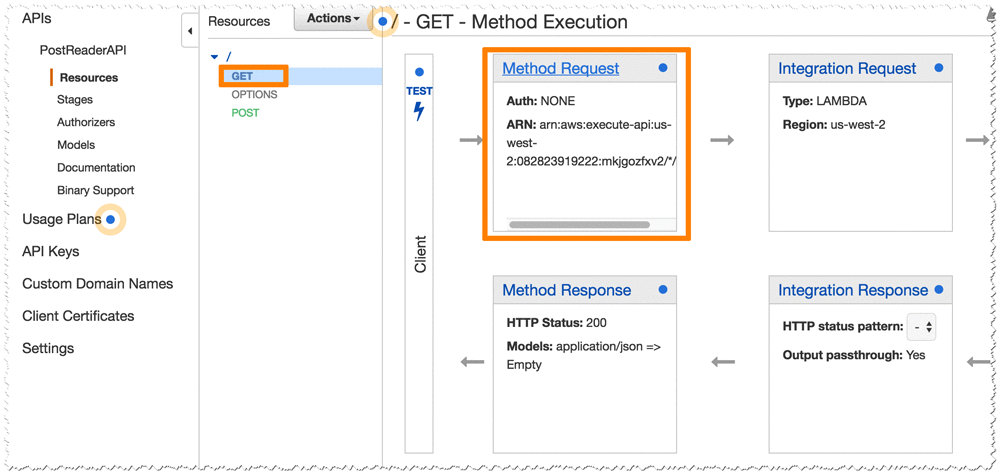 APIs
PostReaderAPI
Resources
Stages
Authorizers
Models
Documentation
Binary Support
Usage Plans
API Keys
Custom Domain Names
Client Certificates
Settings
Resources
Actions
/
GET
OPTIONS
POST
/ - GET - Method Execution
TEST
Client
Method Request
Auth: NONE
ARN: arn:aws:execute-api:us-
west-
2:082823919222:mkjgozfxv2/*/
Integration Request
Type: LAMBDA
Region: us-west-2
Method Response
HTTP Status: 200
Models: application/json =>
Empty
Integration Response
HTTP status pattern: -
Output passthrough: Yes